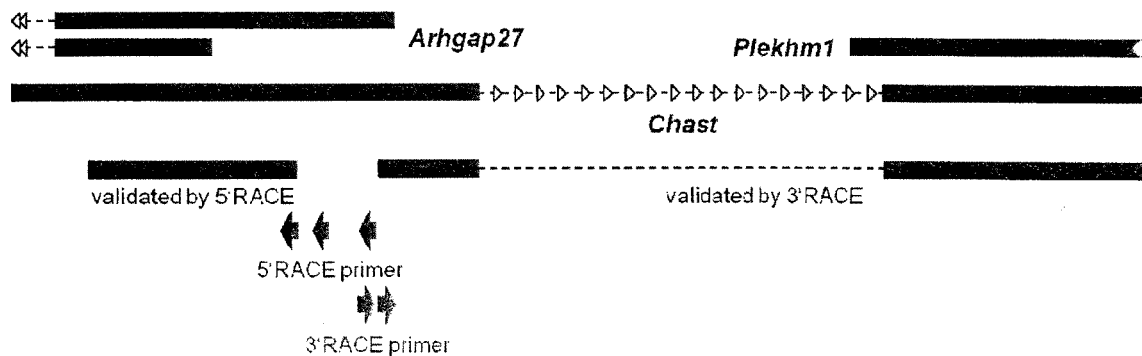 Arhgap27
Plekhm1
Chast
validated by 5'RACE
validated by 3'RACE
5'RACE primer
3'RACE primer